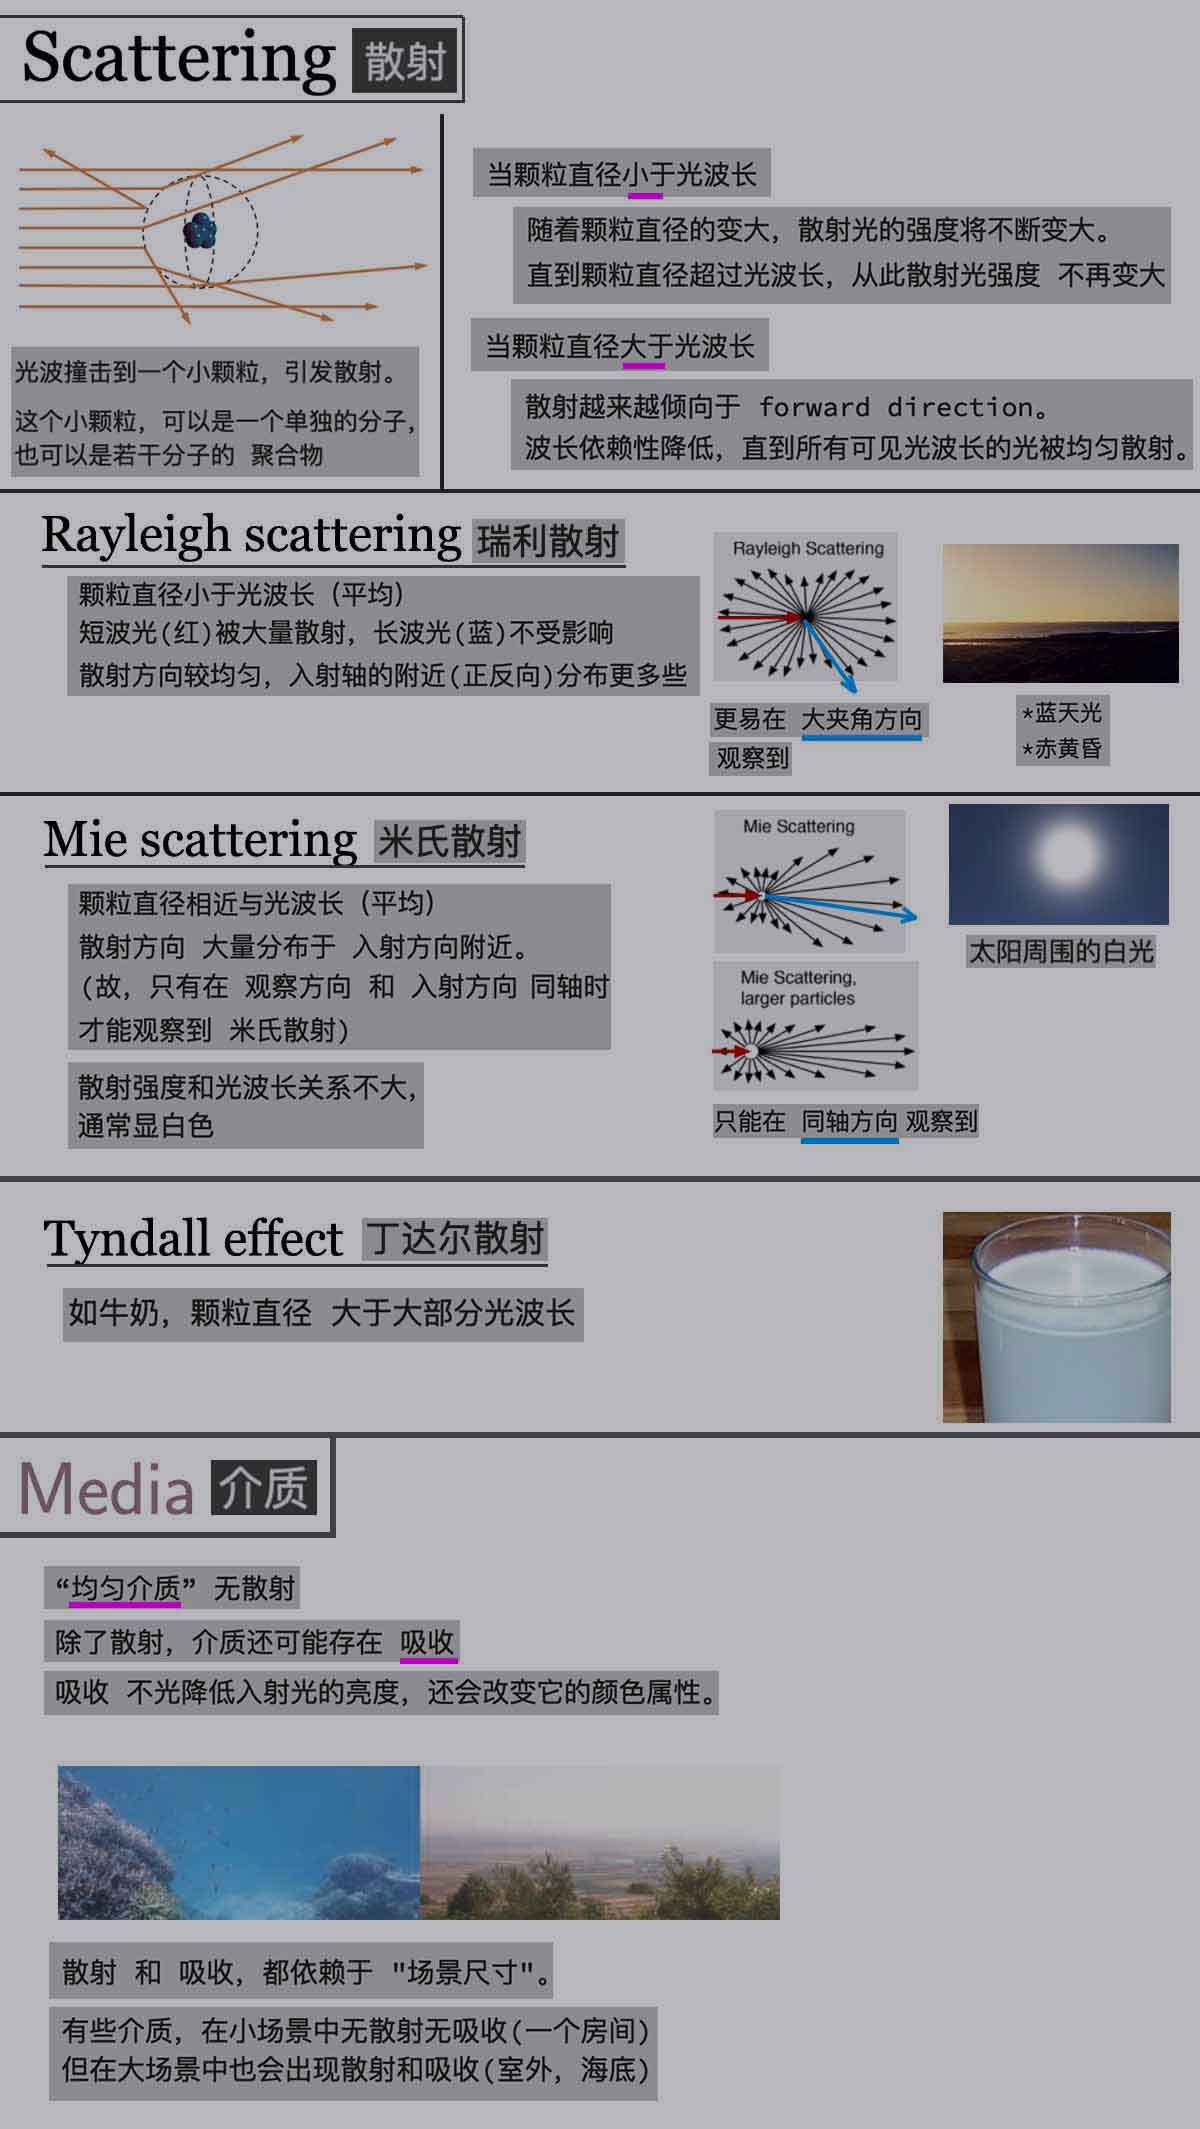 Scattering 散射
光波撞击到一个小颗粒，引发散射。
这个小颗粒，可以是一个单独的分子，
也可以是若干分子的 聚合物
当颗粒直径小于光波长
随着颗粒直径的变大，散射光的强度将不断变大。
直到颗粒直径超过光波长，从此散射光强度 不再变大
当颗粒直径大于光波长
散射越来越倾向于 forward direction。
波长依赖性降低，直到所有可见光波长的光被均匀散射。
Rayleigh scattering 瑞利散射
颗粒直径小于光波长（平均）
短波光(红)被大量散射，长波光(蓝)不受影响
散射方向较均匀，入射轴的附近(正反向)分布更多些
Rayleigh Scattering
更易在 大夹角方向
观察到
*蓝天光
*赤黄昏
Mie scattering 米氏散射
颗粒直径相近与光波长（平均）
散射方向 大量分布于 入射方向附近。
(故，只有在 观察方向 和 入射方向 同轴时
才能观察到 米氏散射)
散射强度和光波长关系不大，
通常显白色
Mie Scattering
Mie Scattering,
larger particles
只能在 同轴方向 观察到
太阳周围的白光
Tyndall effect 丁达尔散射
如牛奶，颗粒直径 大于大部分光波长
Media 介质
“均匀介质” 无散射
除了散射，介质还可能存在 吸收
吸收 不光降低入射光的亮度，还会改变它的颜色属性。
散射 和 吸收，都依赖于 "场景尺寸"。
有些介质，在小场景中无散射无吸收(一个房间)
但在大场景中也会出现散射和吸收(室外，海底)